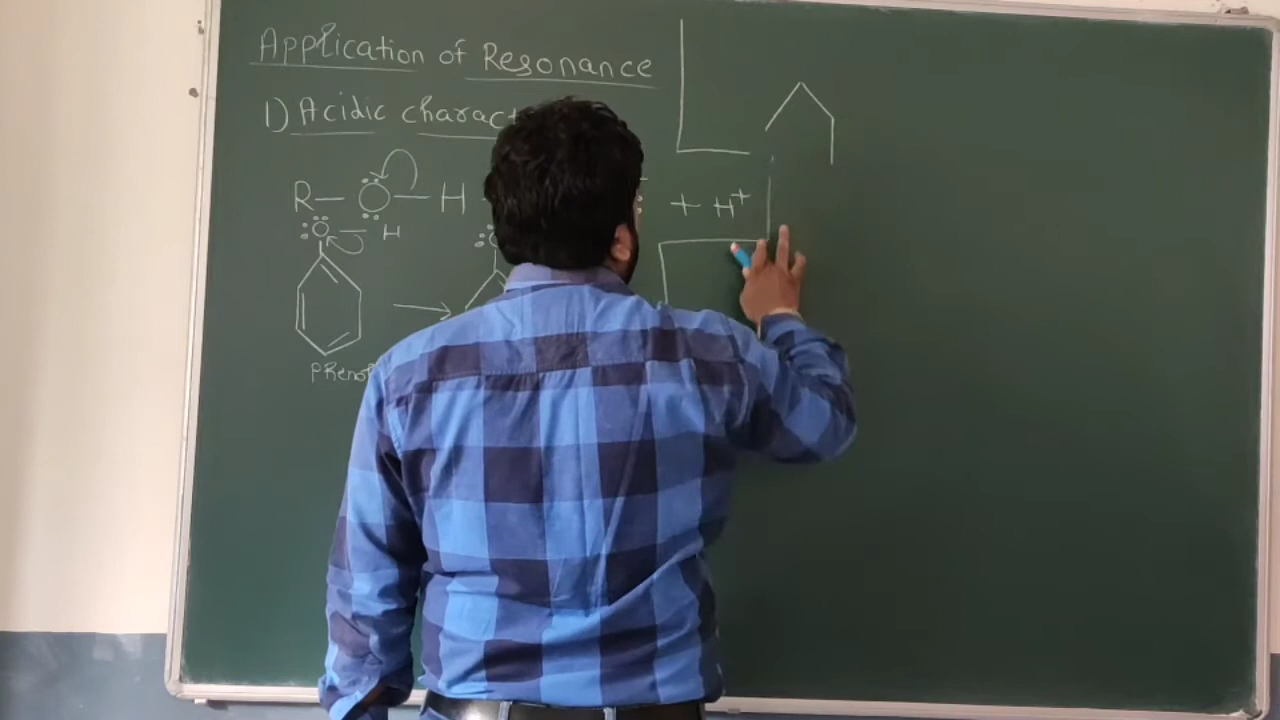 Application of Resonance
1) Acidic charact
R – O – H + H+
O – H
Phenol